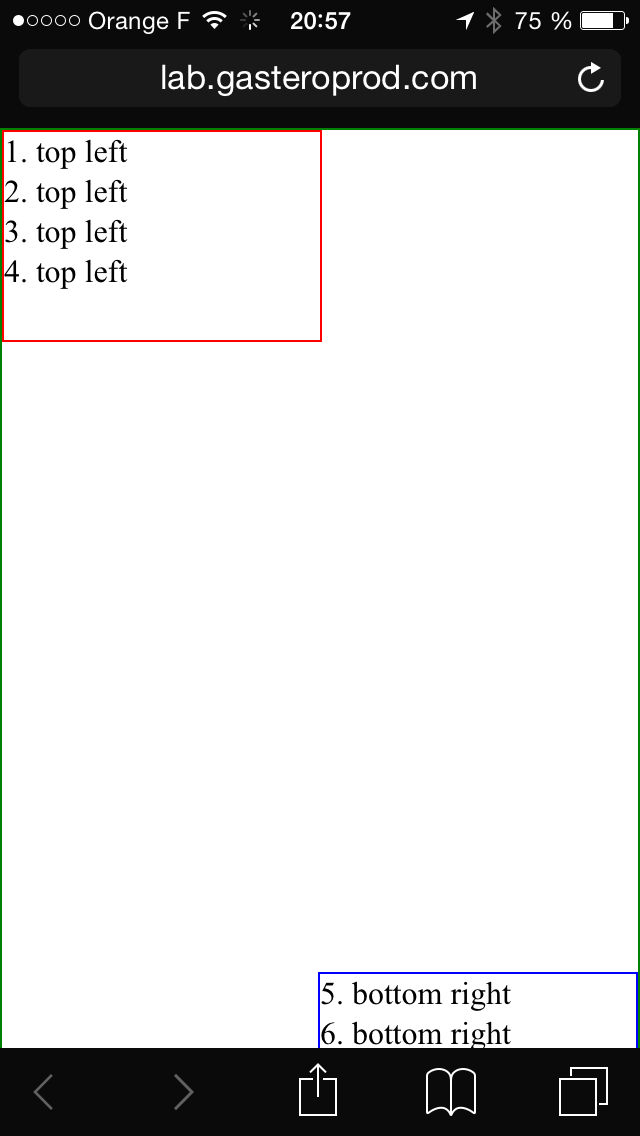 Orange F 20:57 75 %
lab.gasteroprod.com
1. top left
2. top left
3. top left
4. top left
5. bottom right
6. bottom right